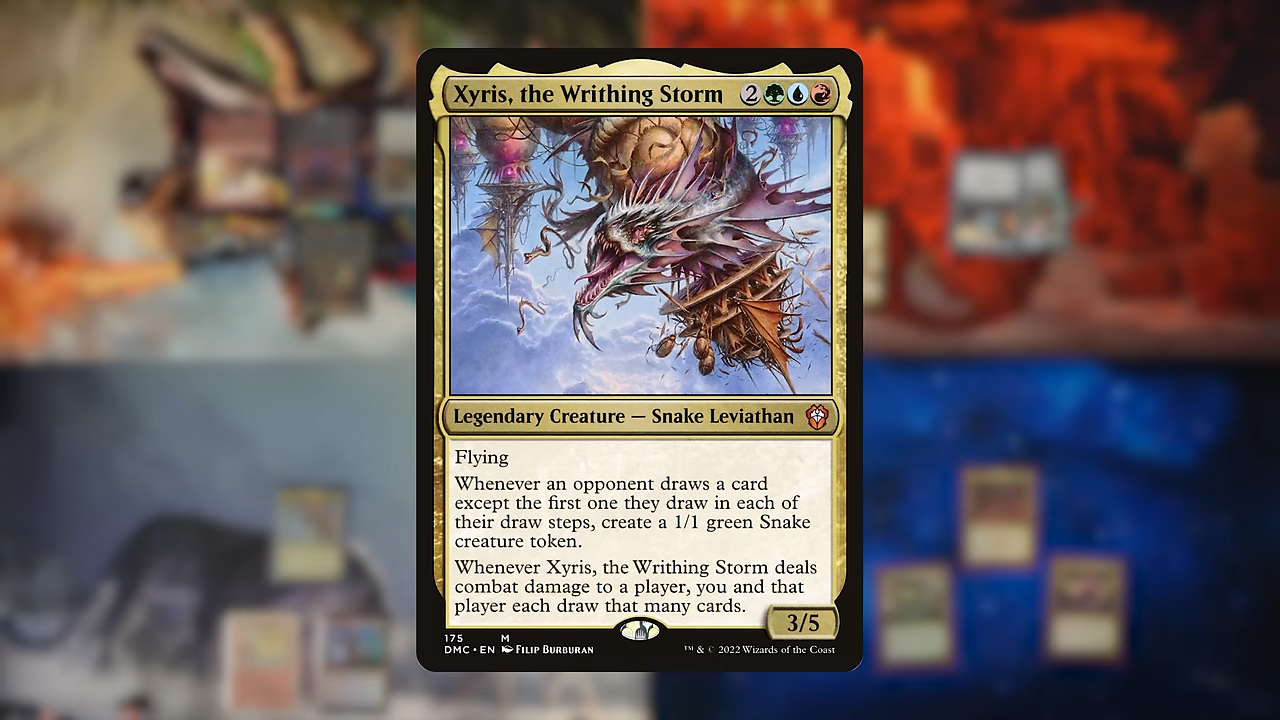 Xyris, the Writhing Storm 2
Legendary Creature — Snake Leviathan
Flying
Whenever an opponent draws a card
except the first one they draw in each of
their draw steps, create a 1/1 green Snake
creature token.
Whenever Xyris, the Writhing Storm deals
combat damage to a player, you and that
player each draw that many cards.
3/5
175 M
DMC • EN Filip Burburan
™ & © 2022 Wizards of the Coast